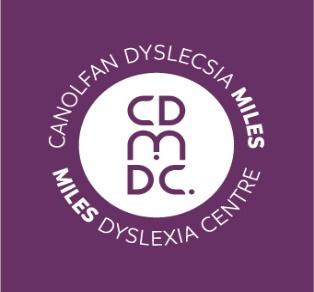 CANOLFAN DYSLECSIA MILES
CD
M
DC.
MILES DYSLEXIA CENTRE